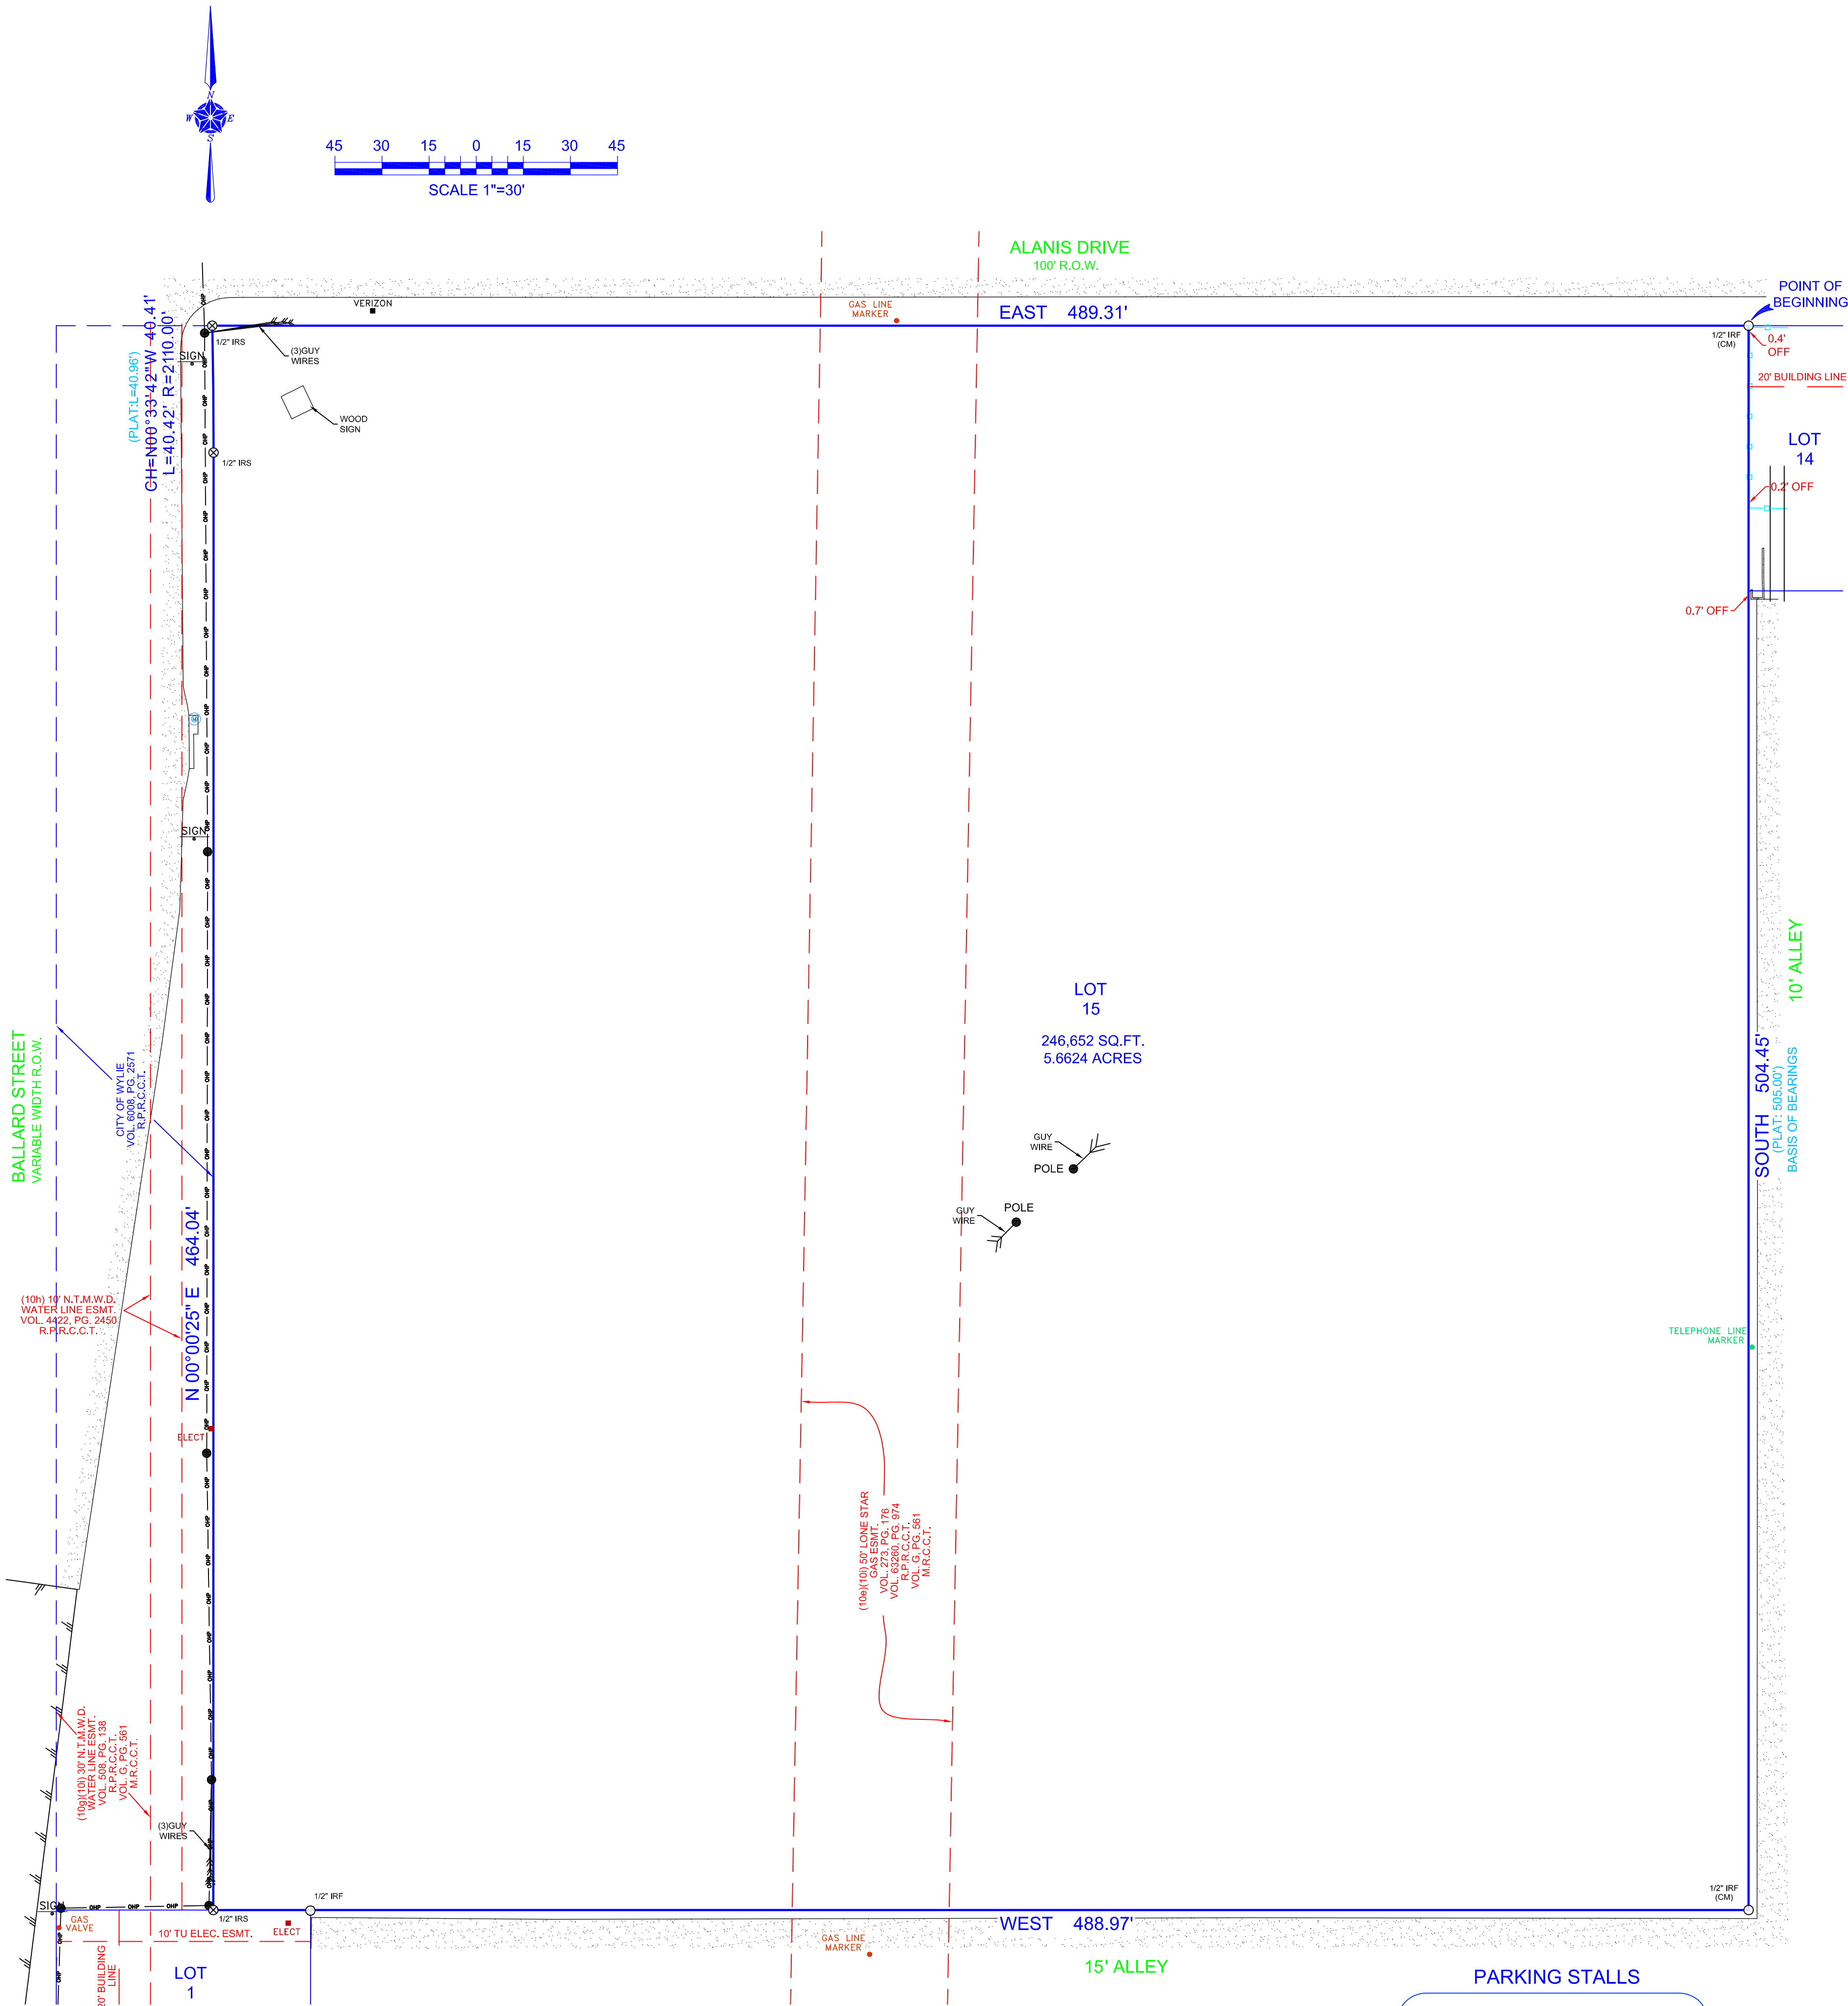 N
W E
S
45 30 15 0 15 30 45
SCALE 1"=30'
ALANIS DRIVE
100' R.O.W.
POINT OF
BEGINNING
VERIZON
GAS LINE
MARKER
EAST 489.31'
1/2" IRS
(3)GUY
WIRES
SIGN
1/2" IRF
(CM)
0.4'
OFF
20' BUILDING LINE
(PLAT:L=40.96')
CH=N00°33'42"W 40.41'
L=40.42' R=2110.00'
WOOD
SIGN
1/2" IRS
LOT
14
0.2' OFF
0.7' OFF
OHP
SIGN
10' ALLEY
LOT
15
246,652 SQ.FT.
5.6624 ACRES
BALLARD STREET
VARIABLE WIDTH R.O.W.
CITY OF WYLIE
VOL. 6008, PG. 2571
R.P.R.C.C.T.
SOUTH 504.45'
(PLAT: 505.00')
BASIS OF BEARINGS
GUY
WIRE
POLE
GUY
WIRE
POLE
N 00°00'25" E 464.04'
(10h) 10' N.T.M.W.D.
WATER LINE ESMT.
VOL. 4422, PG. 2450
R.P.R.C.C.T.
TELEPHONE LINE
MARKER
ELECT
(10e)(10i) 50' LONE STAR
GAS ESMT.
VOL. 273, PG. 176
VOL. 63260, PG. 974
R.P.R.C.C.T.
VOL. G, PG. 561
M.R.C.C.T.
(10g)(10i) 30' N.T.M.W.D.
WATER LINE ESMT.
VOL. 508, PG. 138
R.P.R.C.C.T.
VOL. G, PG. 561
M.R.C.C.T.
(3)GUY
WIRES
1/2" IRF
1/2" IRF
(CM)
SIGN
OHP OHP OHP
GAS
VALVE
1/2" IRS
10' TU ELEC. ESMT.
ELECT
WEST 488.97'
GAS LINE
MARKER
15' ALLEY
20' BUILDING
LINE
LOT
1
PARKING STALLS